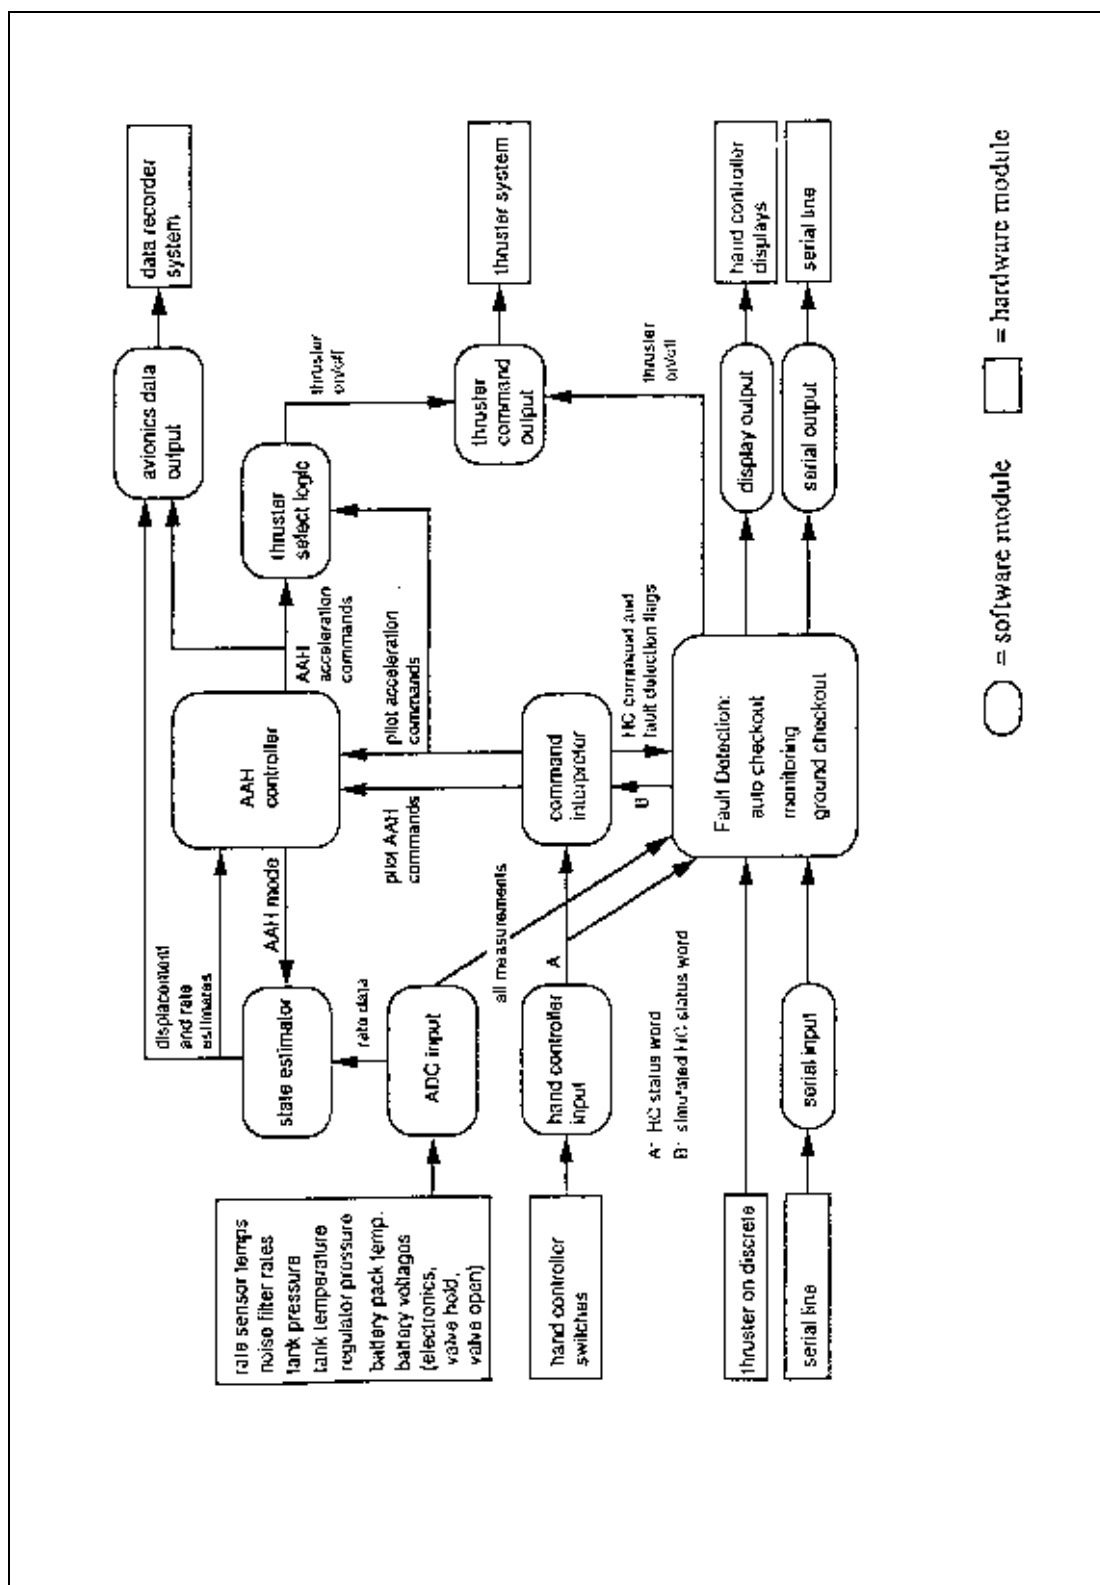 rate sensor temps
noise filter rates
tank pressure
tank temperature
regulator pressure
battery pack temp.
battery voltages
(electronics,
valve hold,
valve open)
hand controller
switches
thruster on discrete
serial line
displacement
and rate
estimates
state estimator
rate data
ADC input
all measurements
hand controller
input
A
A: HC status word
B: simulated HC status word
serial input
AAH mode
AAH
controller
pilot AAH
commands
pilot acceleration
commands
command
interpreter
B
HC command and
fault detection flags
Fault Detection:
auto checkout
monitoring
ground checkout
AAH
acceleration
commands
avionics data
output
thruster
select logic
thruster
on/off
thruster
command
output
thruster
on/off
display output
serial output
data recorder
system
thruster system
hand controller
displays
serial line
= software module
= hardware module